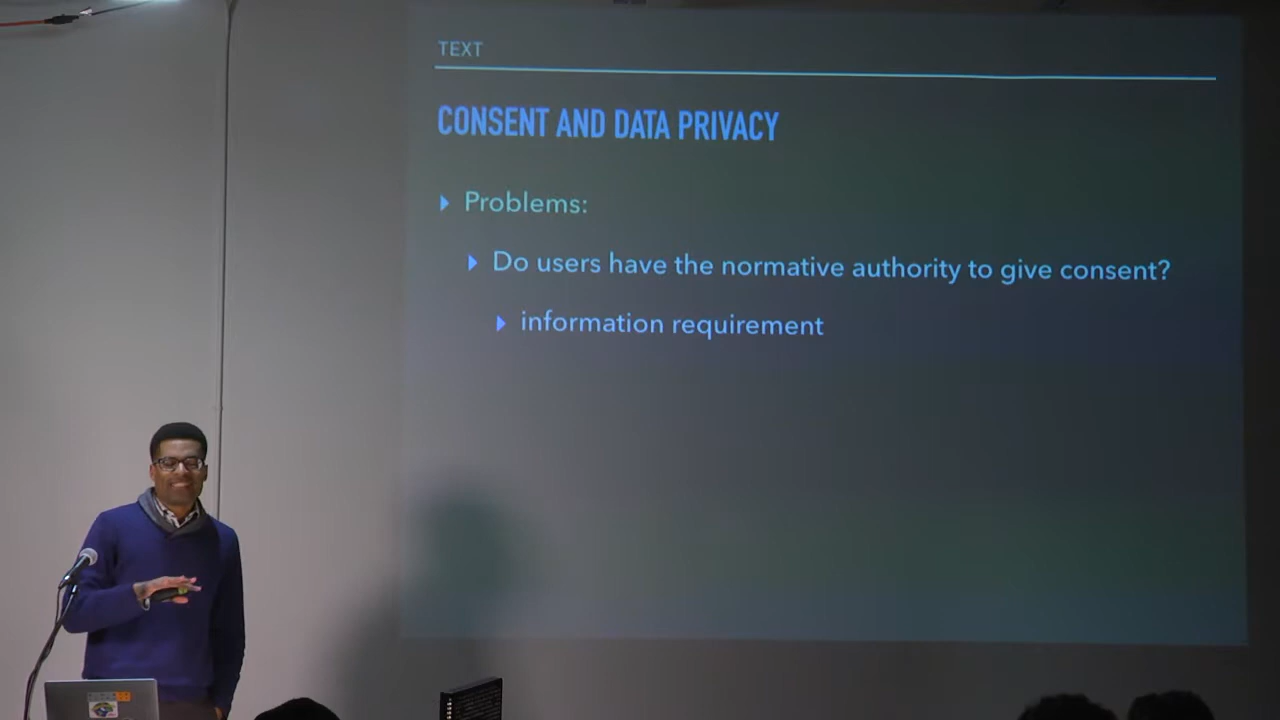 TEXT
CONSENT AND DATA PRIVACY
Problems:
Do users have the normative authority to give consent?
information requirement